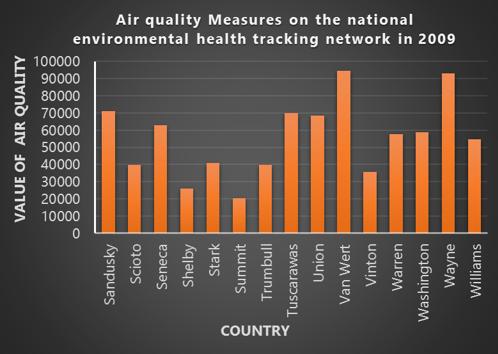 Air quality Measures on the national
environmental health tracking network in 2009
VALUE OF AIR QUALITY
100000
90000
80000
70000
60000
50000
40000
30000
20000
10000
0
Sandusky
Scioto
Seneca
Shelby
Stark
Summit
Trumbull
Tuscarawas
Union
Van Wert
Vinton
Warren
Washington
Wayne
Williams
COUNTRY